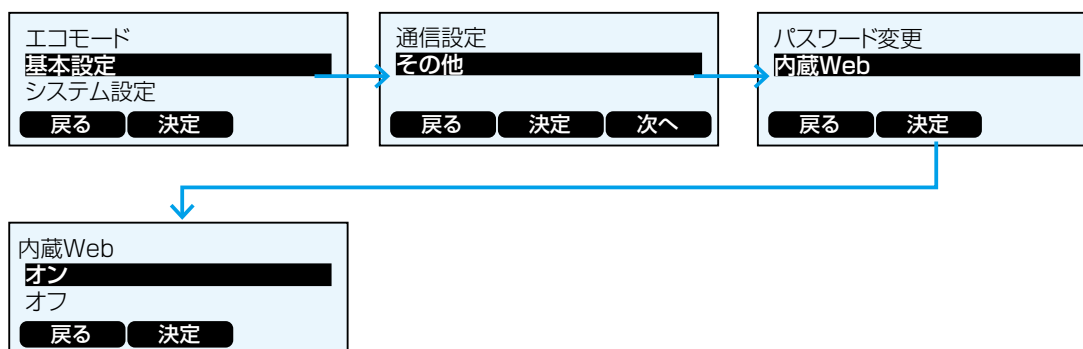 エコモード
基本設定
システム設定
戻る 決定
通信設定
その他
戻る 決定 次へ
パスワード変更
内蔵Web
戻る 決定
内蔵Web
オン
オフ
戻る 決定